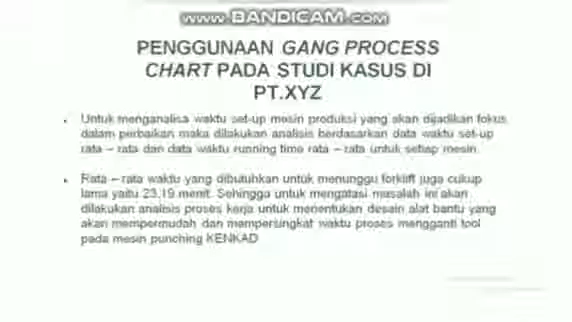 www.BANDICAM.com
PENGGUNAAN GANG PROCESS
CHART PADA STUDI KASUS DI
PT.XYZ
• Untuk menganalisa waktu set-up mesin produksi yang akan dijadikan fokus
dalam perbaikan maka dilakukan analisis berdasarkan data waktu set-up
rata – rata dan data waktu running time rata – rata untuk setiap mesin.
• Rata – rata waktu yang dibutuhkan untuk menunggu forklift juga cukup
lama yaitu 23,19 menit. Sehingga untuk mengatasi masalah ini akan
dilakukan analisis proses kerja untuk menentukan desain alat bantu yang
akan mempermudah dan mempersingkat waktu proses mengganti tool
pada mesin punching KENKAD